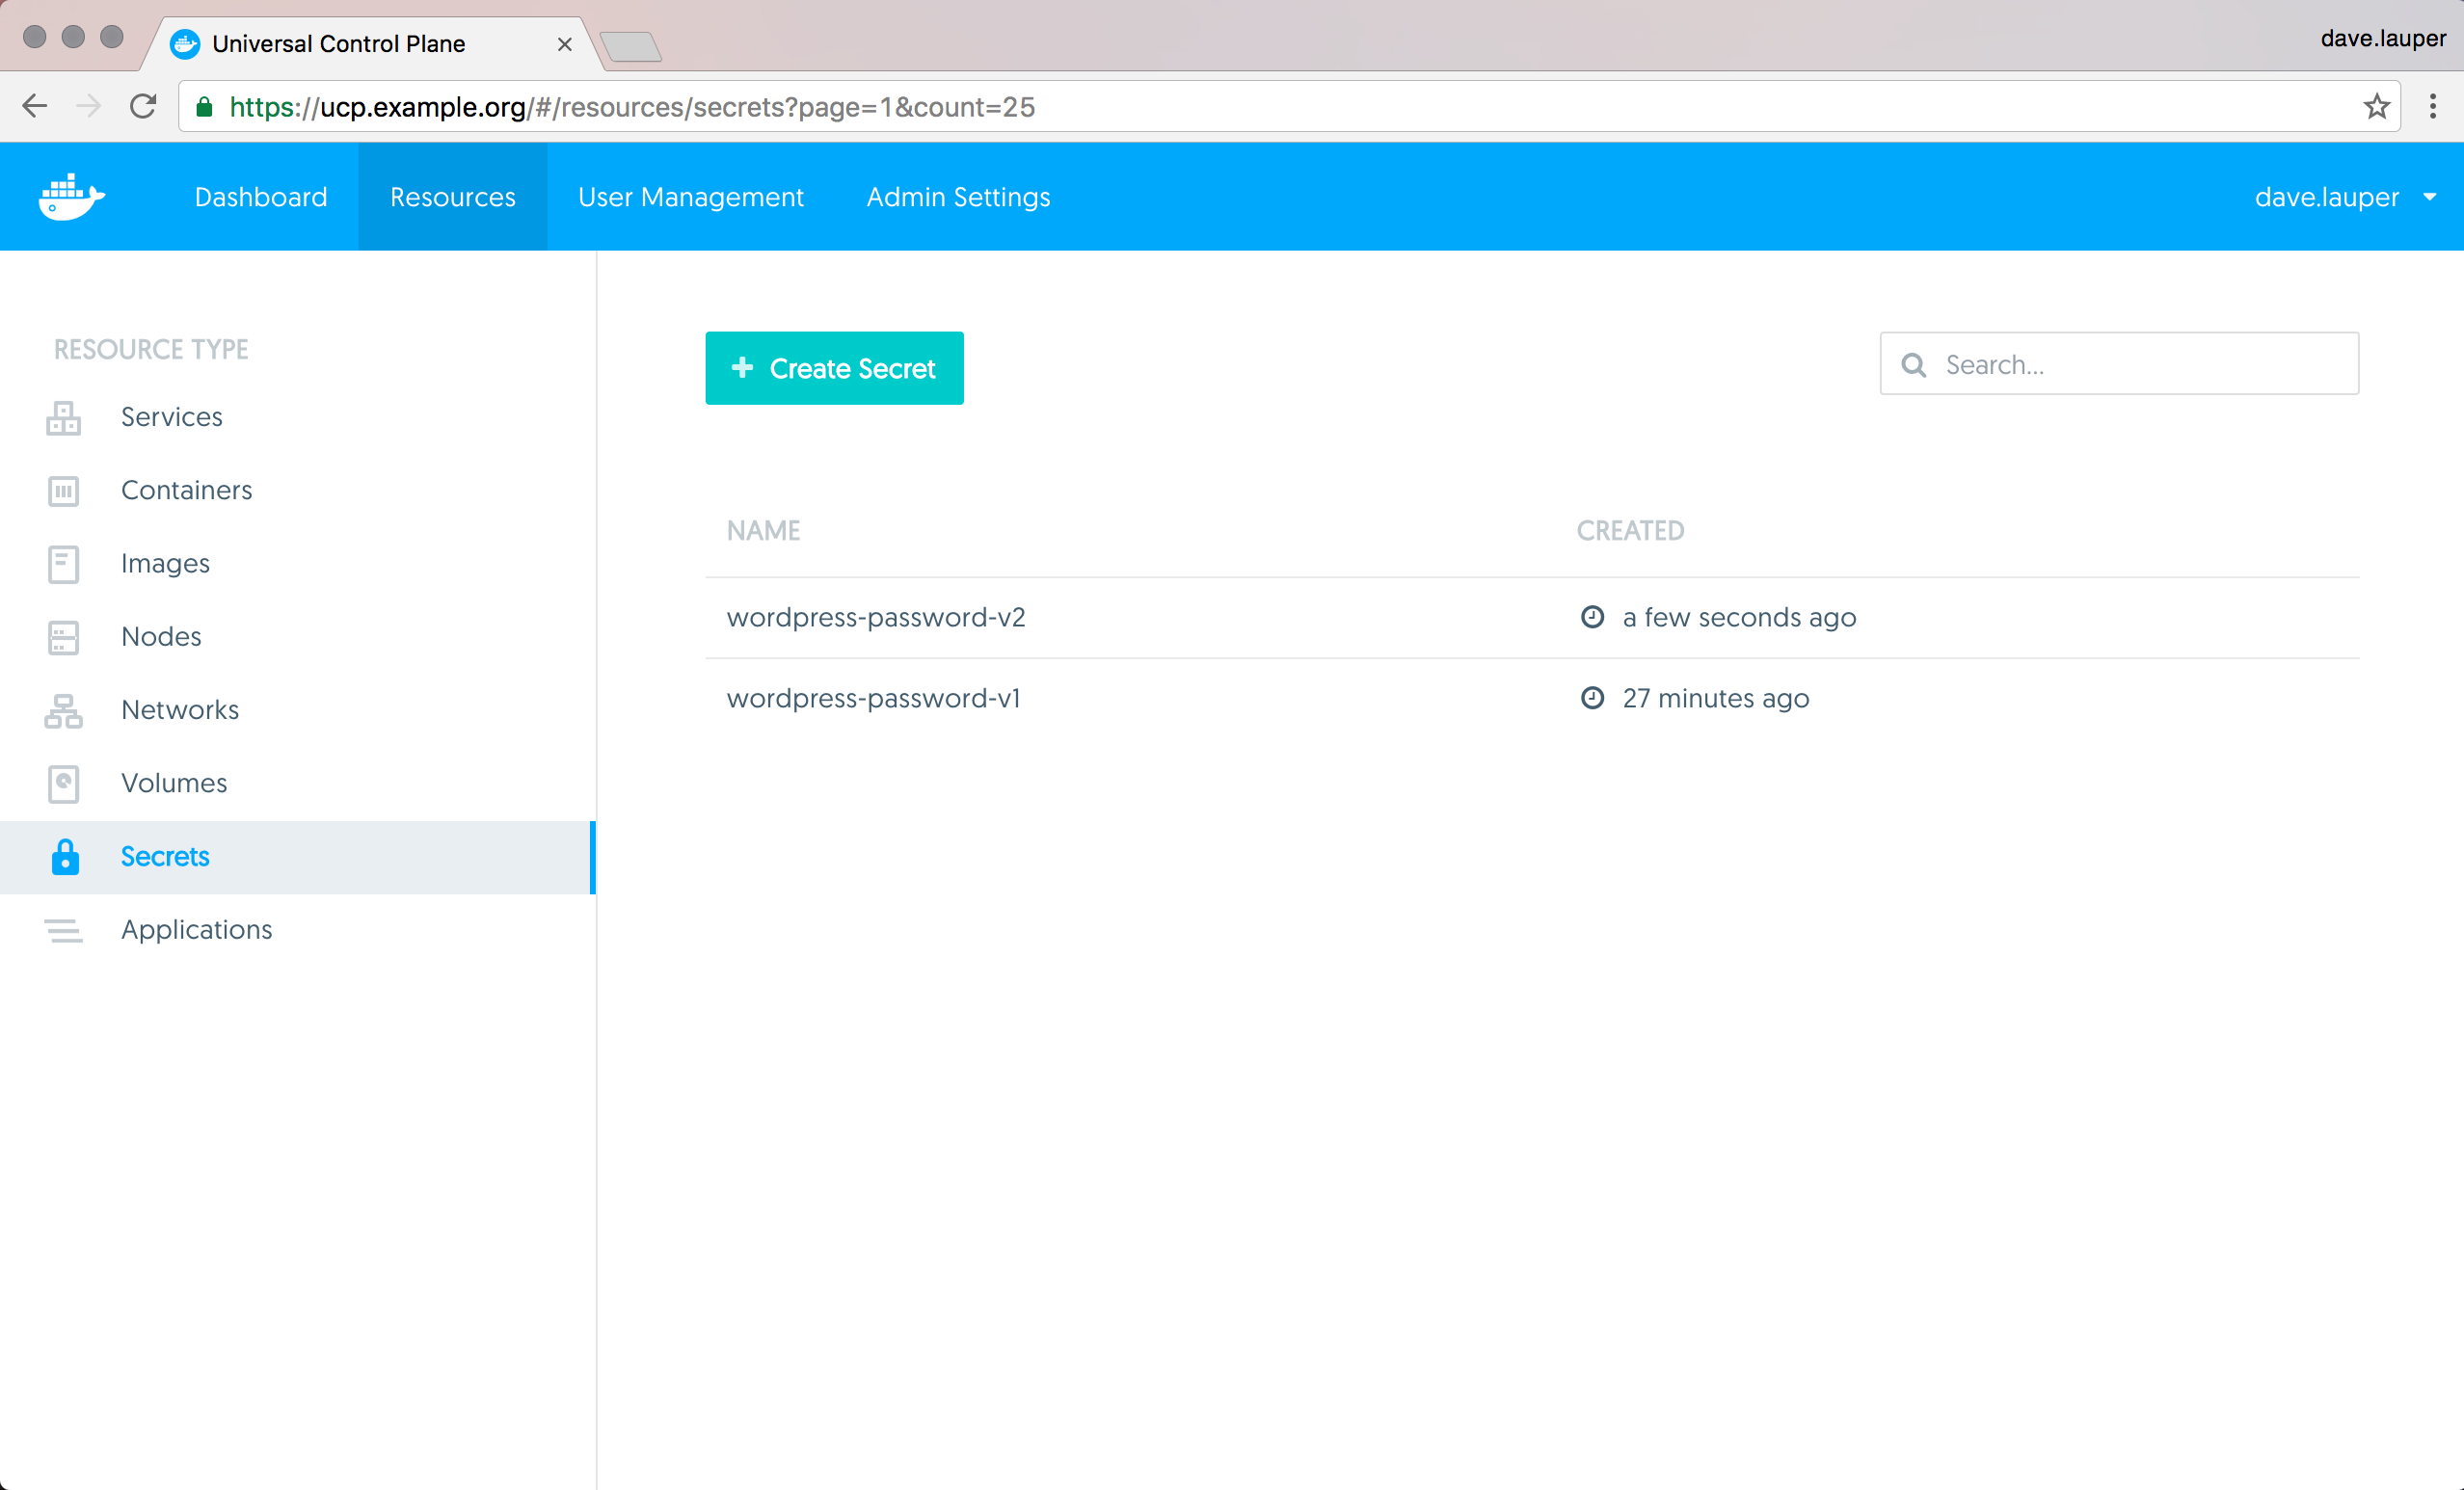 Universal Control Plane
dave.lauper
https://ucp.example.org/#/resources/secrets?page=1&count=25
Dashboard Resources User Management Admin Settings dave.lauper
RESOURCE TYPE
Services
Containers
Images
Nodes
Networks
Volumes
Secrets
Applications
Create Secret
Search...
NAME CREATED
wordpress-password-v2 a few seconds ago
wordpress-password-v1 27 minutes ago